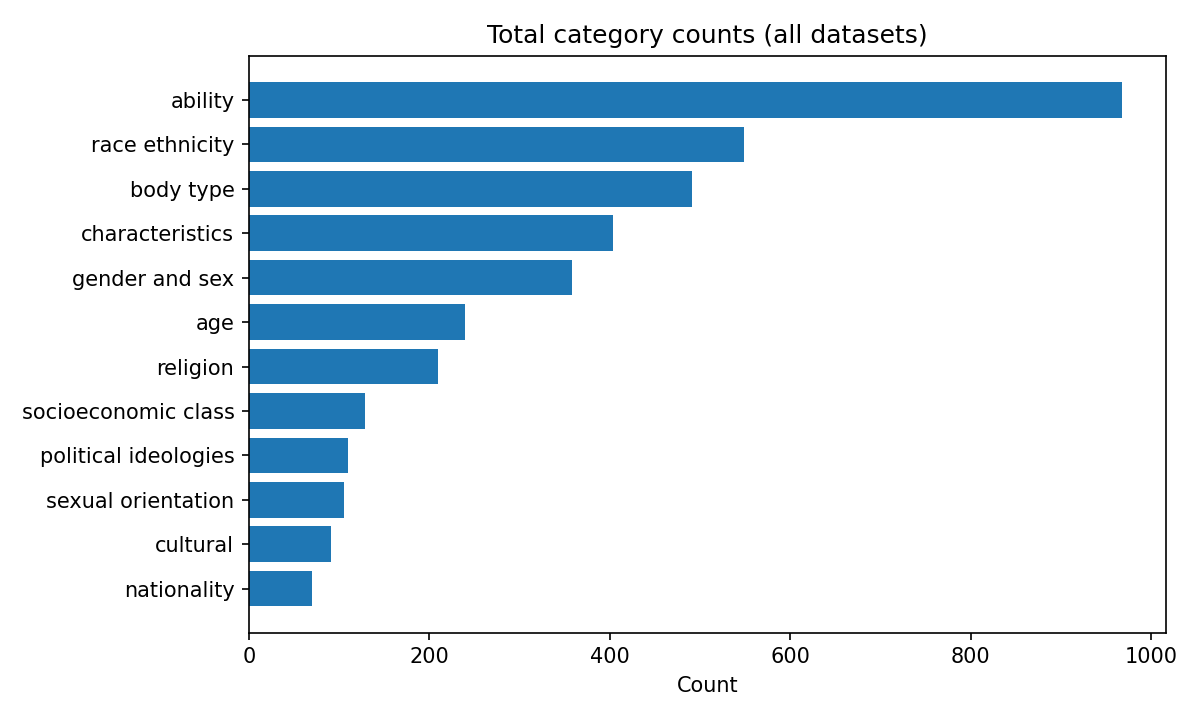 Total category counts (all datasets)
ability
race ethnicity
body type
characteristics
gender and sex
age
religion
socioeconomic class
political ideologies
sexual orientation
cultural
nationality
0 200 400 600 800 1000
Count